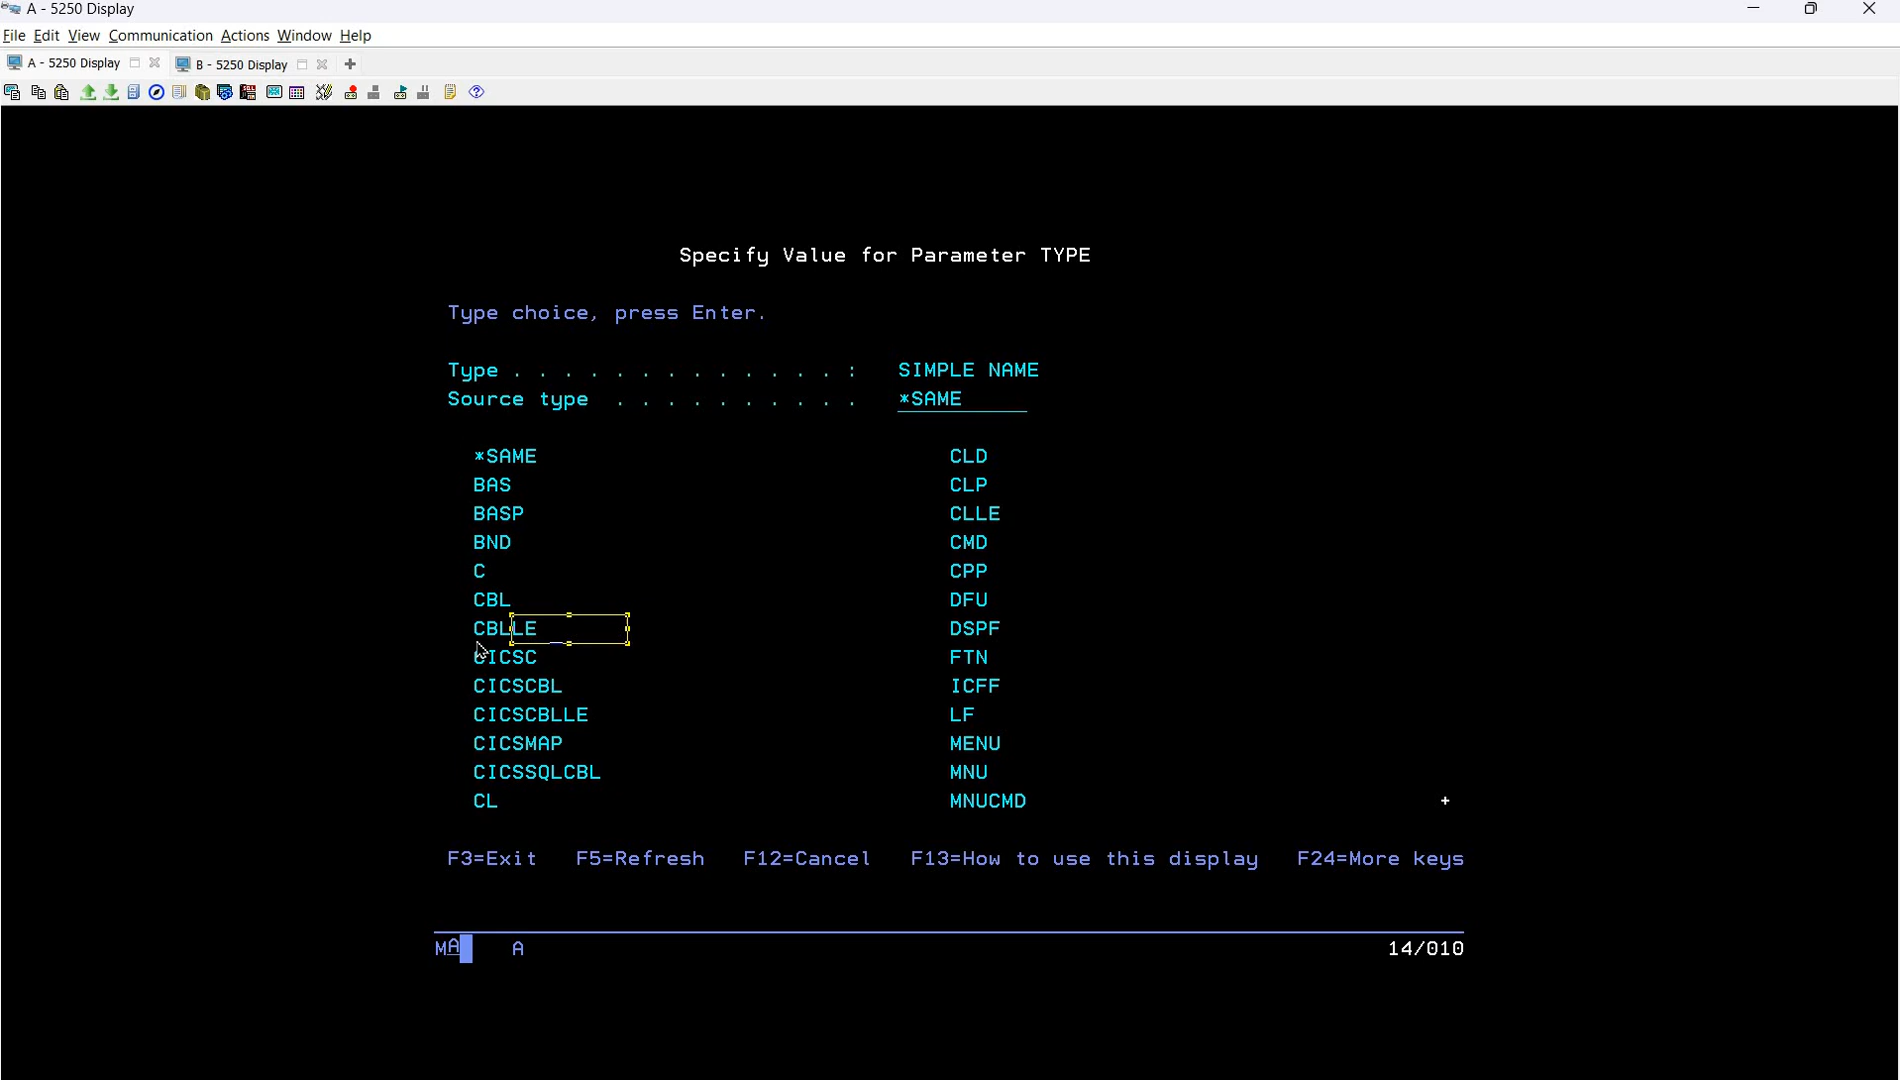 A - 5250 Display
File Edit View Communication Actions Window Help
A - 5250 Display B - 5250 Display
Specify Value for Parameter TYPE
Type choice, press Enter.
Type . . . . . . . . . . . . . . : SIMPLE NAME
Source type . . . . . . . . . . *SAME
*SAME CLD
BAS CLP
BASP CLLE
BND CMD
C CPP
CBL DFU
CBLLE DSPF
CICSC FTN
CICSCBL ICFF
CICSCBLLE LF
CICSMAP MENU
CICSSQLCBL MNU
CL MNUCMD +
F3=Exit F5=Refresh F12=Cancel F13=How to use this display F24=More keys
MA A 14/010